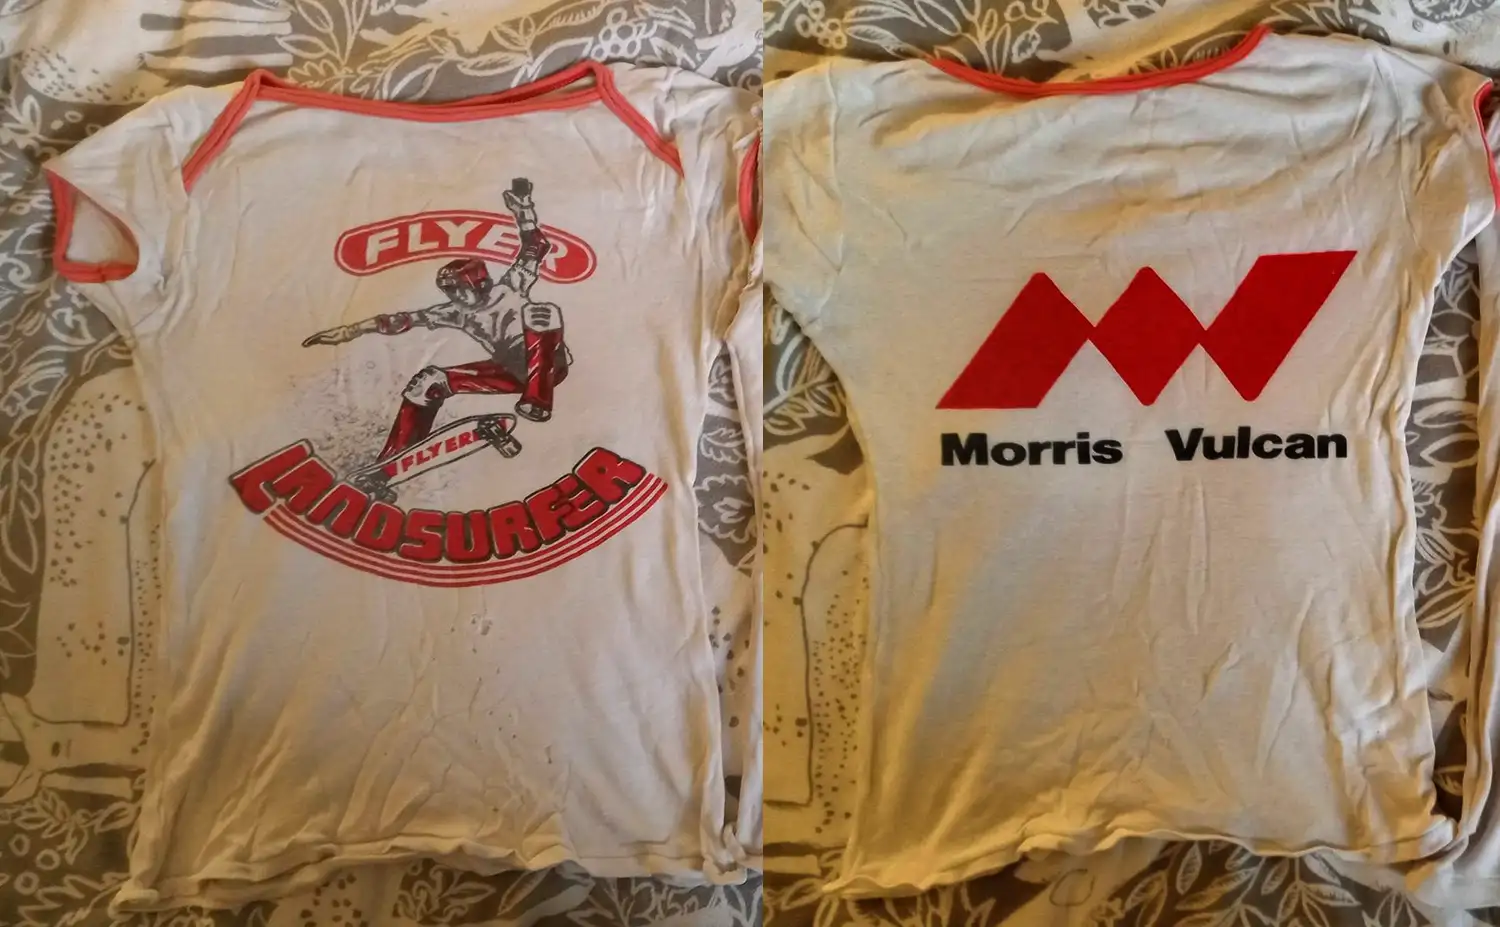 FLYER
FLYER
LANDSURFER
Morris Vulcan